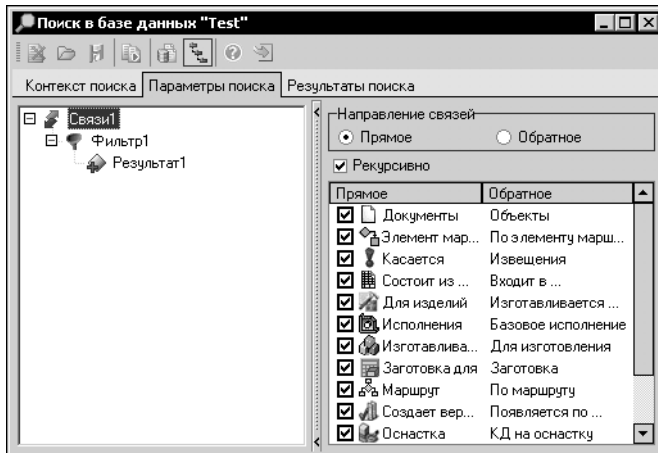 Поиск в базе данных "Test"
Контекст поиска Параметры поиска Результаты поиска
Связи1
Фильтр1
Результат1
Направление связей
Прямое Обратное
Рекурсивно
Прямое Обратное
Документы Объекты
Элемент мар... По элементу марш...
Касается Извещения
Состоит из ... Входит в ...
Для изделий Изготавливается ...
Исполнения Базовое исполнение
Изготавлива... Для изготовления
Заготовка для Заготовка
Маршрут По маршруту
Создает вер... Появляется по ...
Оснастка КД на оснастку